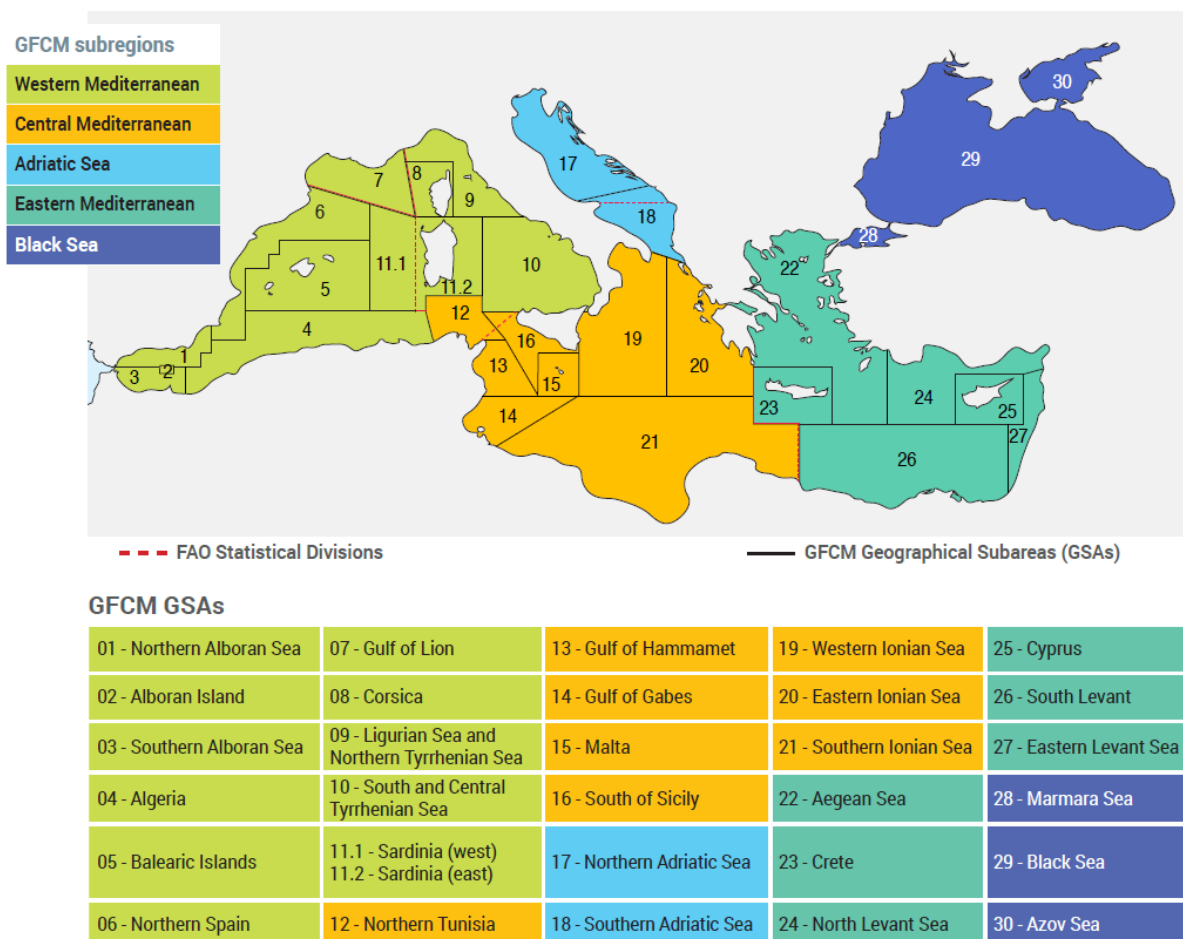 GFCM subregions
Western Mediterranean
Central Mediterranean
Adriatic Sea
Eastern Mediterranean
Black Sea
30
29
17
7
8
9
18
28
6
22
11.1
10
5
11.2
12
4
16
19
20
1
3
2
13
15
24
23
25
14
21
27
26
FAO Statistical Divisions
GFCM Geographical Subareas (GSAs)
GFCM GSAs
01 - Northern Alboran Sea
07 - Gulf of Lion
13 - Gulf of Hammamet
19 - Western Ionian Sea
25 - Cyprus
02 - Alboran Island
08 - Corsica
14 - Gulf of Gabes
20 - Eastern Ionian Sea
26 - South Levant
03 - Southern Alboran Sea
09 - Ligurian Sea and
Northern Tyrrhenian Sea
15 - Malta
21 - Southern Ionian Sea
27 - Eastern Levant Sea
04 - Algeria
10 - South and Central
Tyrrhenian Sea
16 - South of Sicily
22 - Aegean Sea
28 - Marmara Sea
05 - Balearic Islands
11.1 - Sardinia (west)
11.2 - Sardinia (east)
17 - Northern Adriatic Sea
23 - Crete
29 - Black Sea
06 - Northern Spain
12 - Northern Tunisia
18 - Southern Adriatic Sea
24 - North Levant Sea
30 - Azov Sea